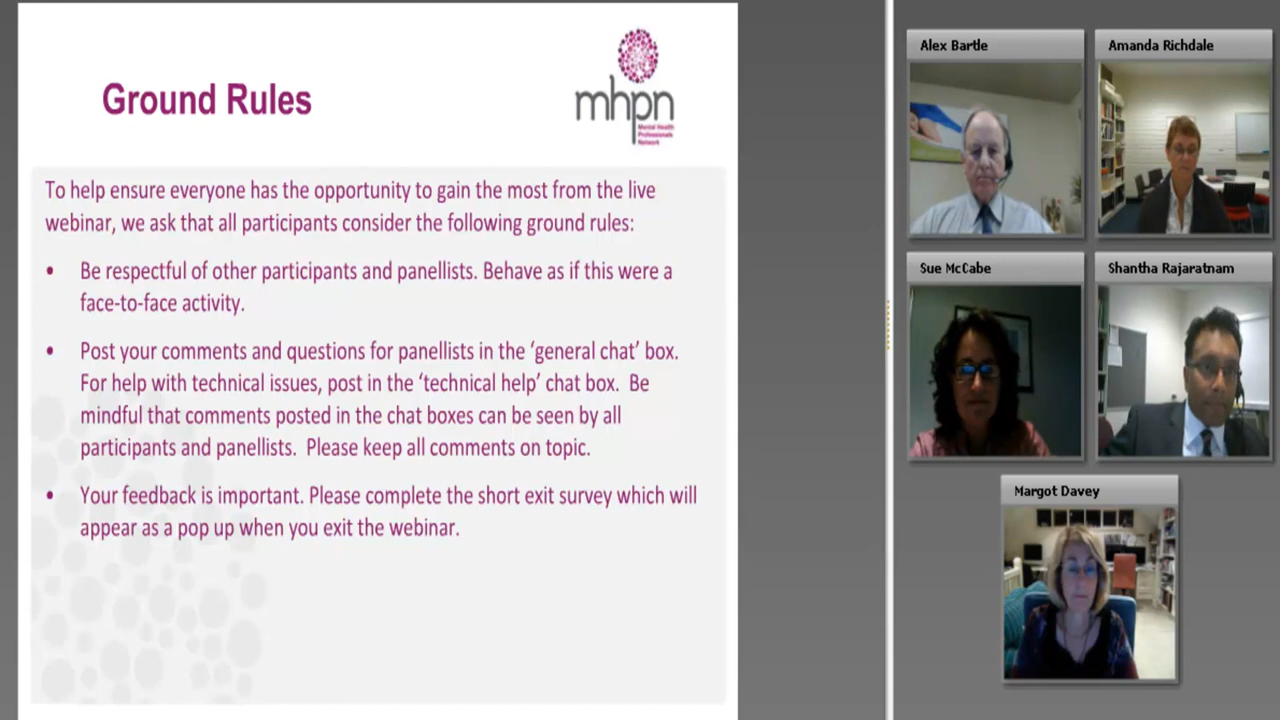 Ground Rules
mhpn
Mental Health
Professionals
Network
To help ensure everyone has the opportunity to gain the most from the live
webinar, we ask that all participants consider the following ground rules:
• Be respectful of other participants and panellists. Behave as if this were a
face-to-face activity.
• Post your comments and questions for panellists in the ‘general chat’ box.
For help with technical issues, post in the ‘technical help’ chat box.  Be
mindful that comments posted in the chat boxes can be seen by all
participants and panellists.  Please keep all comments on topic.
• Your feedback is important. Please complete the short exit survey which will
appear as a pop up when you exit the webinar.
Alex Bartle
Amanda Richdale
Sue McCabe
Shantha Rajaratnam
Margot Davey